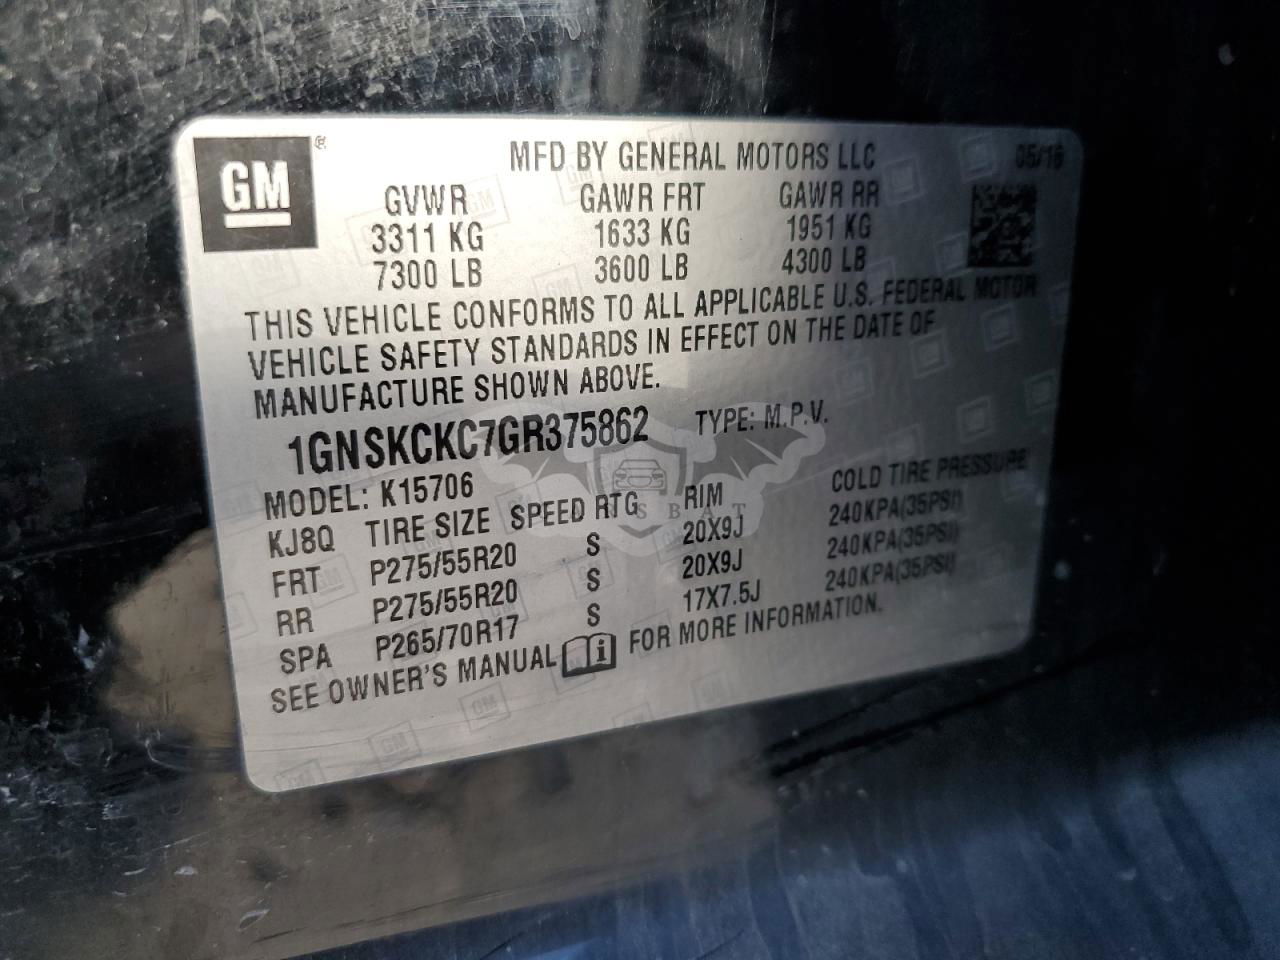 GM ®
MFD BY GENERAL MOTORS LLC 05/16
GVWR GAWR FRT GAWR RR
3311 KG 1633 KG 1951 KG
7300 LB 3600 LB 4300 LB
THIS VEHICLE CONFORMS TO ALL APPLICABLE U.S. FEDERAL MOTOR
VEHICLE SAFETY STANDARDS IN EFFECT ON THE DATE OF
MANUFACTURE SHOWN ABOVE.
1GNSKCKC7GR375862 TYPE: M.P.V.
MODEL: K15706
KJ8Q TIRE SIZE SPEED RTG RIM COLD TIRE PRESSURE
FRT P275/55R20 S 20X9J 240KPA(35PSI)
RR P275/55R20 S 20X9J 240KPA(35PSI)
SPA P265/70R17 S 17X7.5J 240KPA(35PSI)
SEE OWNER'S MANUAL FOR MORE INFORMATION.